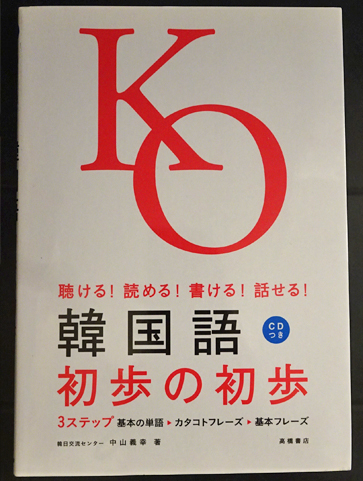 KO
聴ける！読める！書ける！話せる！
韓国語
CD
つき
初歩の初歩
3ステップ 基本の単語▶カタコトフレーズ▶基本フレーズ
韓日交流センター 中山義幸 著
高橋書店